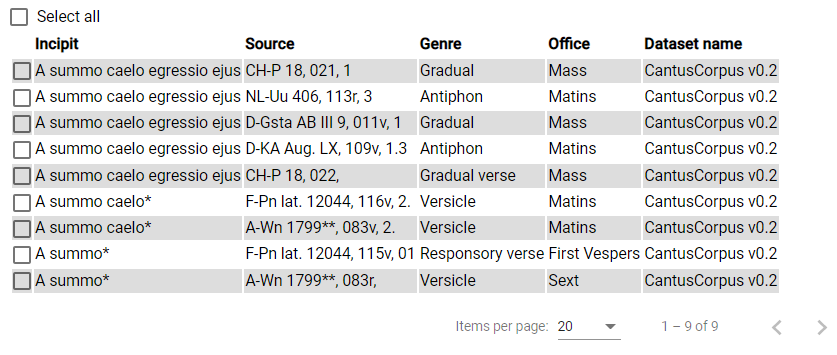 Select all
Incipit Source Genre Office Dataset name
A summo caelo egressio ejus CH-P 18, 021, 1 Gradual Mass CantusCorpus v0.2
A summo caelo egressio ejus NL-Uu 406, 113r, 3 Antiphon Matins CantusCorpus v0.2
A summo caelo egressio ejus D-Gsta AB III 9, 011v, 1 Gradual Mass CantusCorpus v0.2
A summo caelo egressio ejus D-KA Aug. LX, 109v, 1.3 Antiphon Matins CantusCorpus v0.2
A summo caelo egressio ejus CH-P 18, 022, Gradual verse Mass CantusCorpus v0.2
A summo caelo* F-Pn lat. 12044, 116v, 2. Versicle Matins CantusCorpus v0.2
A summo caelo* A-Wn 1799**, 083v, 2. Versicle Matins CantusCorpus v0.2
A summo* F-Pn lat. 12044, 115v, 01 Responsory verse First Vespers CantusCorpus v0.2
A summo* A-Wn 1799**, 083r, Versicle Sext CantusCorpus v0.2
Items per page: 20 1 – 9 of 9